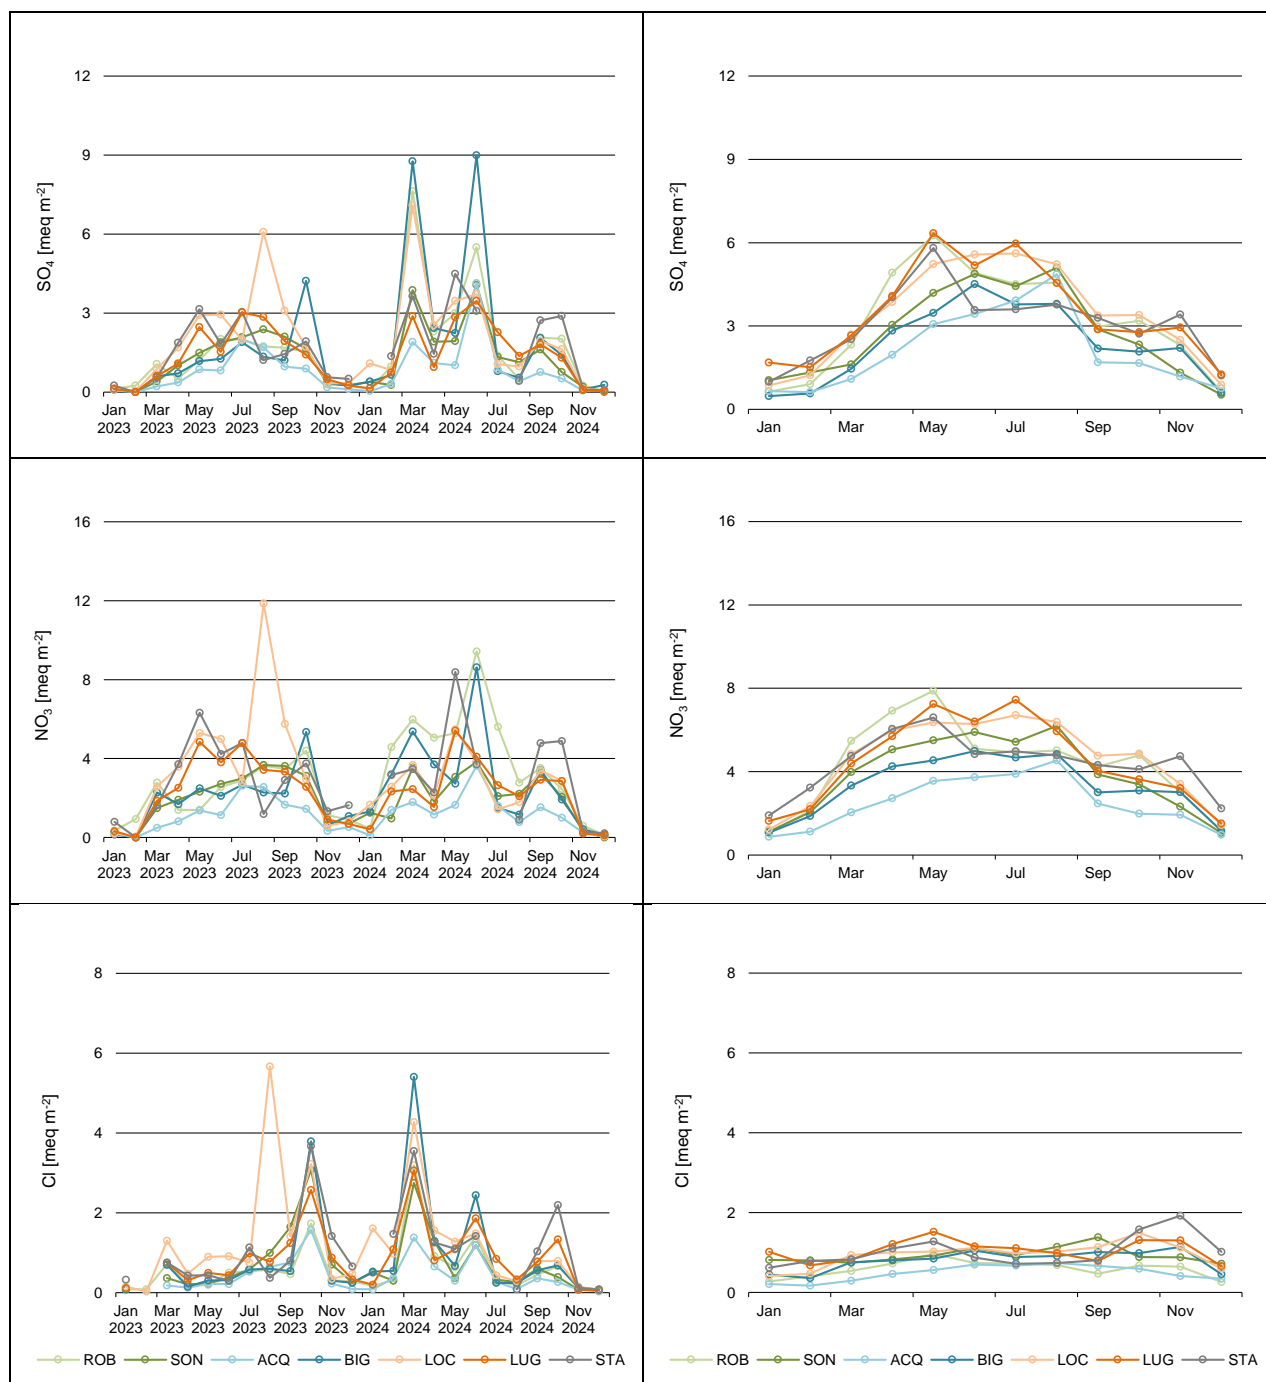 12
9
6
3
0
SO4 [meq m-2]
Jan Mar May Jul Sep Nov Jan Mar May Jul Sep Nov
2023 2023 2023 2023 2023 2023 2024 2024 2024 2024 2024 2024
12
9
6
3
0
SO4 [meq m-2]
Jan Mar May Jul Sep Nov
16
12
8
4
0
NO3 [meq m-2]
Jan Mar May Jul Sep Nov Jan Mar May Jul Sep Nov
2023 2023 2023 2023 2023 2023 2024 2024 2024 2024 2024 2024
16
12
8
4
0
NO3 [meq m-2]
Jan Mar May Jul Sep Nov
8
6
4
2
0
Cl [meq m-2]
Jan Mar May Jul Sep Nov Jan Mar May Jul Sep Nov
2023 2023 2023 2023 2023 2023 2024 2024 2024 2024 2024 2024
ROB SON ACQ BIG LOC LUG STA
8
6
4
2
0
Cl [meq m-2]
Jan Mar May Jul Sep Nov
ROB SON ACQ BIG LOC LUG STA